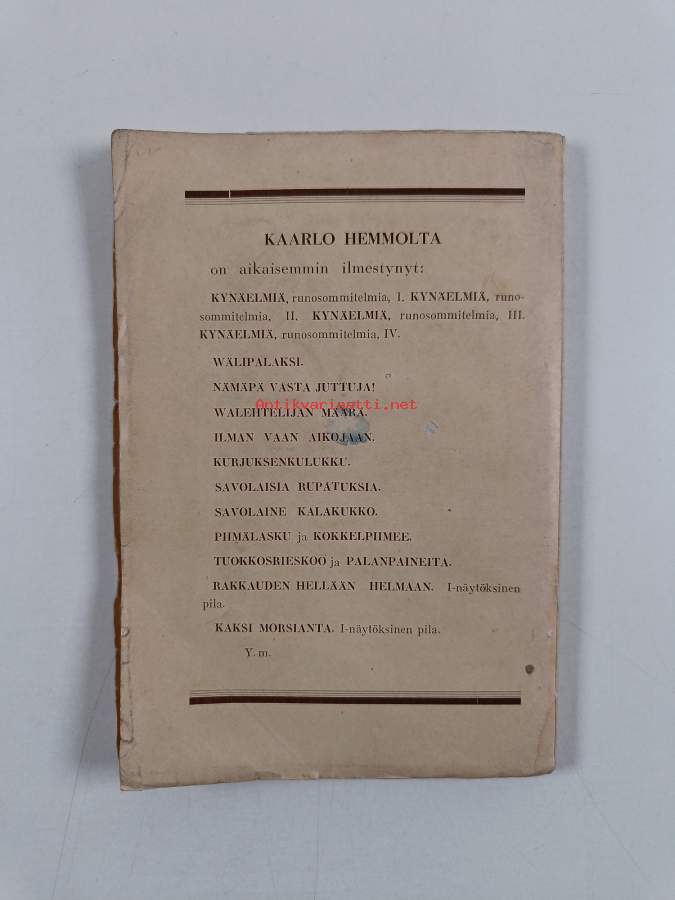 KAARLO HEMMOLTA
on aikaisemmin ilmestynyt:
KYNÄELMIÄ, runosommitelmia, I. KYNÄELMIÄ, runo-
sommitelmia, II. KYNÄELMIÄ, runosommitelmia, III.
KYNÄELMIÄ, runosommitelmia, IV.
WÄLIPALAKSI.
NÄMÄPÄ VASTA JUTTUJA!
Antikvariaatti.net
WALEHTELIJAN MÄÄRÄ.
ILMAN VAAN AIKOJAAN.
KURJUKSENKULUKKU.
SAVOLAISIA RUPATUKSIA.
SAVOLAINE KALAKUKKO.
PIIMÄLASKU ja KOKKELPIIMEE.
TUOKKOSRIESKOO ja PALANPAINEITA.
RAKKAUDEN HELLÄÄN HELMAAN. I-näytöksinen
pila.
KAKSI MORSIANTA. I-näytöksinen pila.
Y. m.